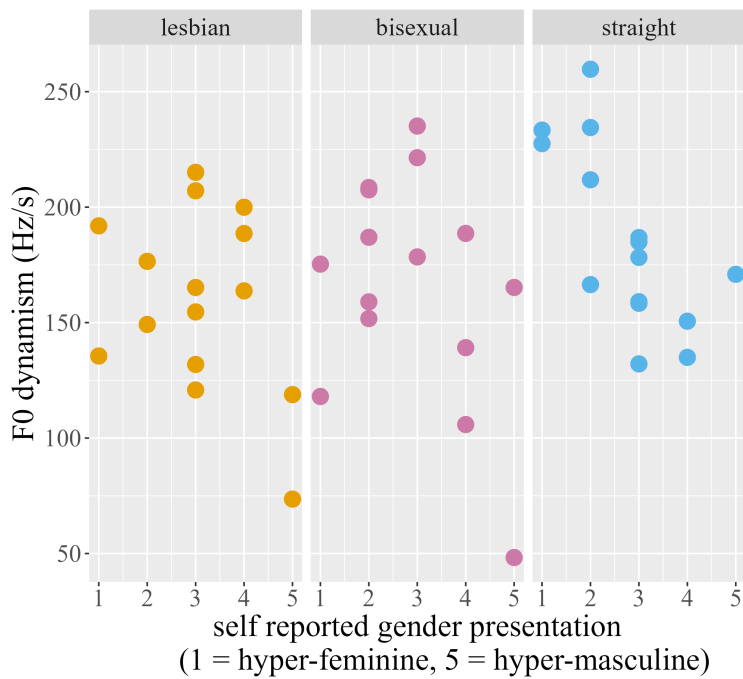 lesbian bisexual straight
F0 dynamism (Hz/s)
250
200
150
100
50
1 2 3 4 5 1 2 3 4 5 1 2 3 4 5
self reported gender presentation
(1 = hyper-feminine, 5 = hyper-masculine)